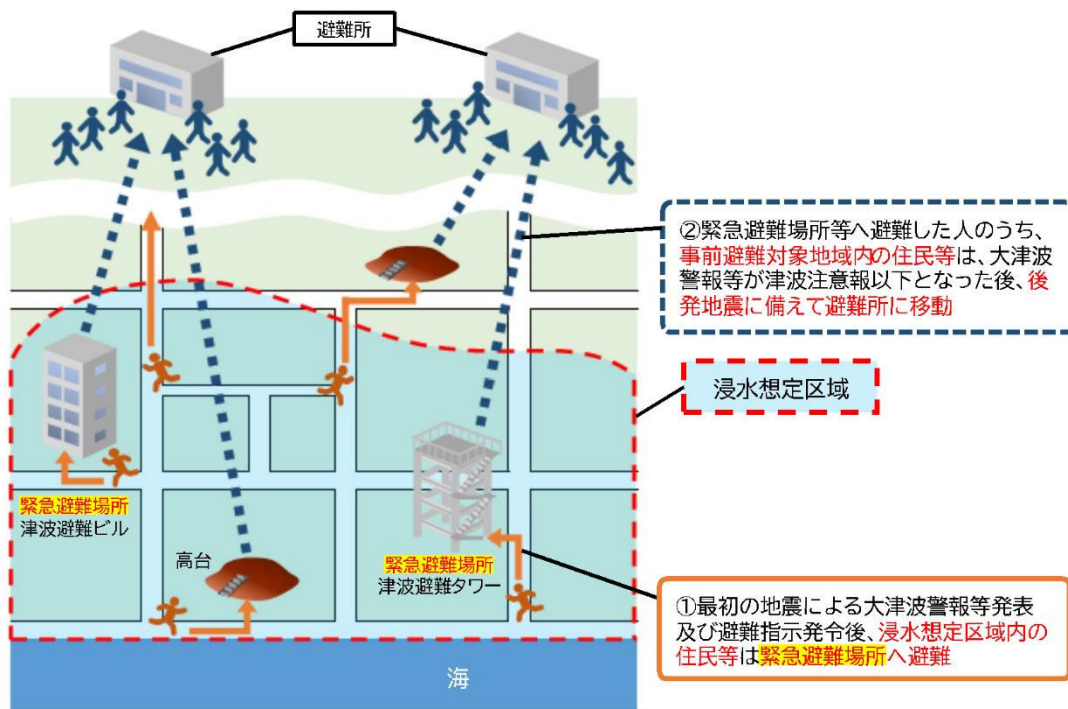 避難所
②緊急避難場所等へ避難した人のうち、
事前避難対象地域内の住民等は、大津波
警報等が津波注意報以下となった後、後
発地震に備えて避難所に移動
浸水想定区域
緊急避難場所
津波避難ビル
高台
緊急避難場所
津波避難タワー
①最初の地震による大津波警報等発表
及び避難指示発令後、浸水想定区域内の
住民等は緊急避難場所へ避難
海